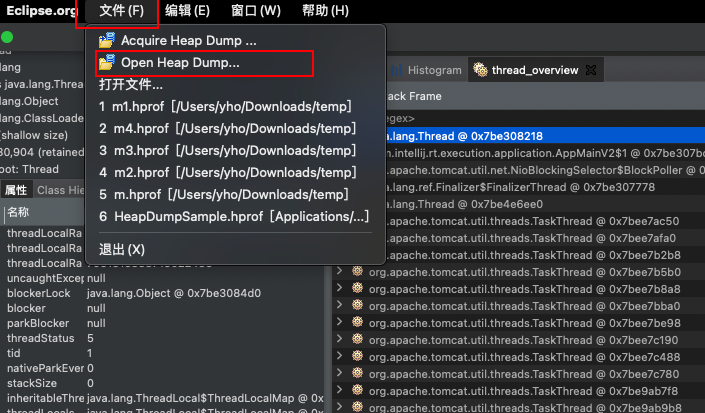 Eclipse.org 文件(F) 编辑(E) 窗口(W) 帮助(H)
Acquire Heap Dump ...
Open Heap Dump...
打开文件...
1 m1.hprof [/Users/yho/Downloads/temp]
2 m4.hprof [/Users/yho/Downloads/temp]
3 m3.hprof [/Users/yho/Downloads/temp]
4 m2.hprof [/Users/yho/Downloads/temp]
5 m.hprof [/Users/yho/Downloads/temp]
6 HeapDumpSample.hprof [Applications/...]
退出(X)
lang
s java.lang.Thread
lang.Object
lang.ClassLoade
(shallow size)
30,904 (retained
oot: Thread
属性 Class Hie
名称
threadLocalRa
threadLocalRa
threadLocalRa
uncaughtExcep null
blockerLock java.lang.Object @ 0x7be3084d0
blocker null
parkBlocker null
threadStatus 5
tid 1
nativeParkEver 0
stackSize 0
inheritableThrea java.lang.ThreadLocal$ThreadLocalMap @ 0x
java.lang.ThreadLocal$ThreadLocalMap @ 0x
Histogram thread_overview
ck Frame
egex>
a.lang.Thread @ 0x7be308218
m.intellij.rt.execution.application.AppMainV2$1 @ 0x7be307b
g.apache.tomcat.util.net.NioBlockingSelector$BlockPoller @
a.lang.ref.Finalizer$FinalizerThread @ 0x7be307778
a.lang.Thread @ 0x7be4e6ee0
g.apache.tomcat.util.threads.TaskThread @ 0x7bee7ac50
g.apache.tomcat.util.threads.TaskThread @ 0x7bee7afa0
g.apache.tomcat.util.threads.TaskThread @ 0x7bee7b2b8
org.apache.tomcat.util.threads.TaskThread @ 0x7bee7b5b0
org.apache.tomcat.util.threads.TaskThread @ 0x7bee7b8a8
org.apache.tomcat.util.threads.TaskThread @ 0x7bee7bba0
org.apache.tomcat.util.threads.TaskThread @ 0x7bee7be98
org.apache.tomcat.util.threads.TaskThread @ 0x7bee7c190
org.apache.tomcat.util.threads.TaskThread @ 0x7bee7c488
org.apache.tomcat.util.threads.TaskThread @ 0x7bee7c780
org.apache.tomcat.util.threads.TaskThread @ 0x7be9ab7f8
org.apache.tomcat.util.threads.TaskThread @ 0x7be9ab9b8